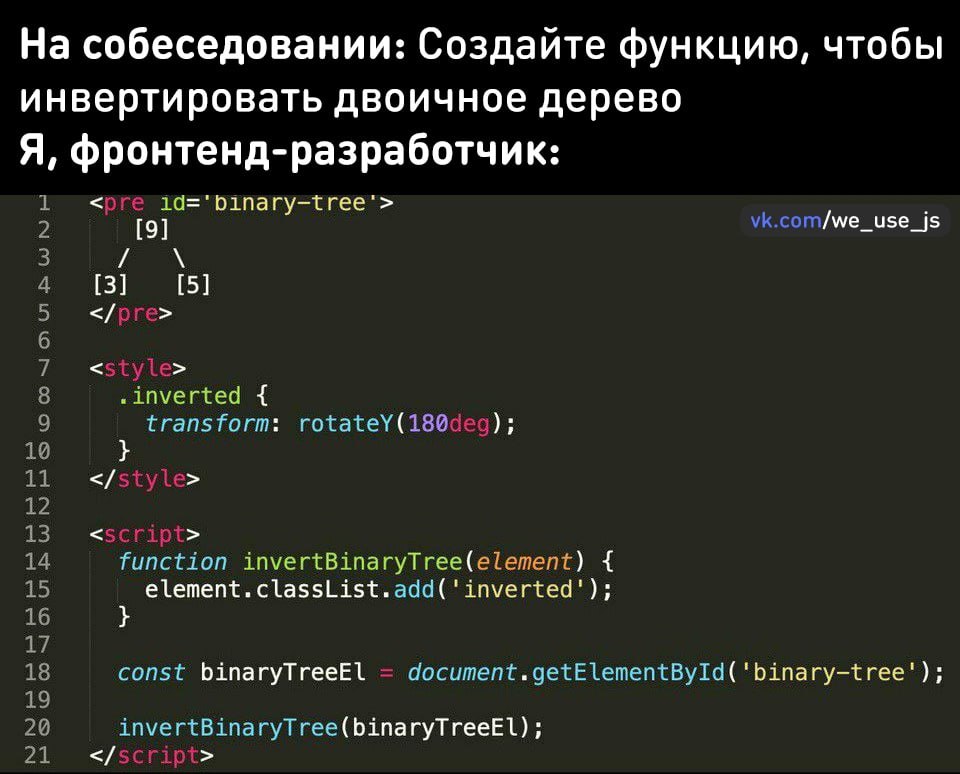 На собеседовании: Создайте функцию, чтобы
инвертировать двоичное дерево
Я, фронтенд-разработчик:
vk.com/we_use_js
1 <pre id='binary-tree'>
2 [9]
3 / \
4 [3] [5]
5 </pre>
6
7 <style>
8 .inverted {
9 transform: rotateY(180deg);
10 }
11 </style>
12
13 <script>
14 function invertBinaryTree(element) {
15 element.classList.add('inverted');
16 }
17
18 const binaryTreeEl = document.getElementById('binary-tree');
19
20 invertBinaryTree(binaryTreeEl);
21 </script>